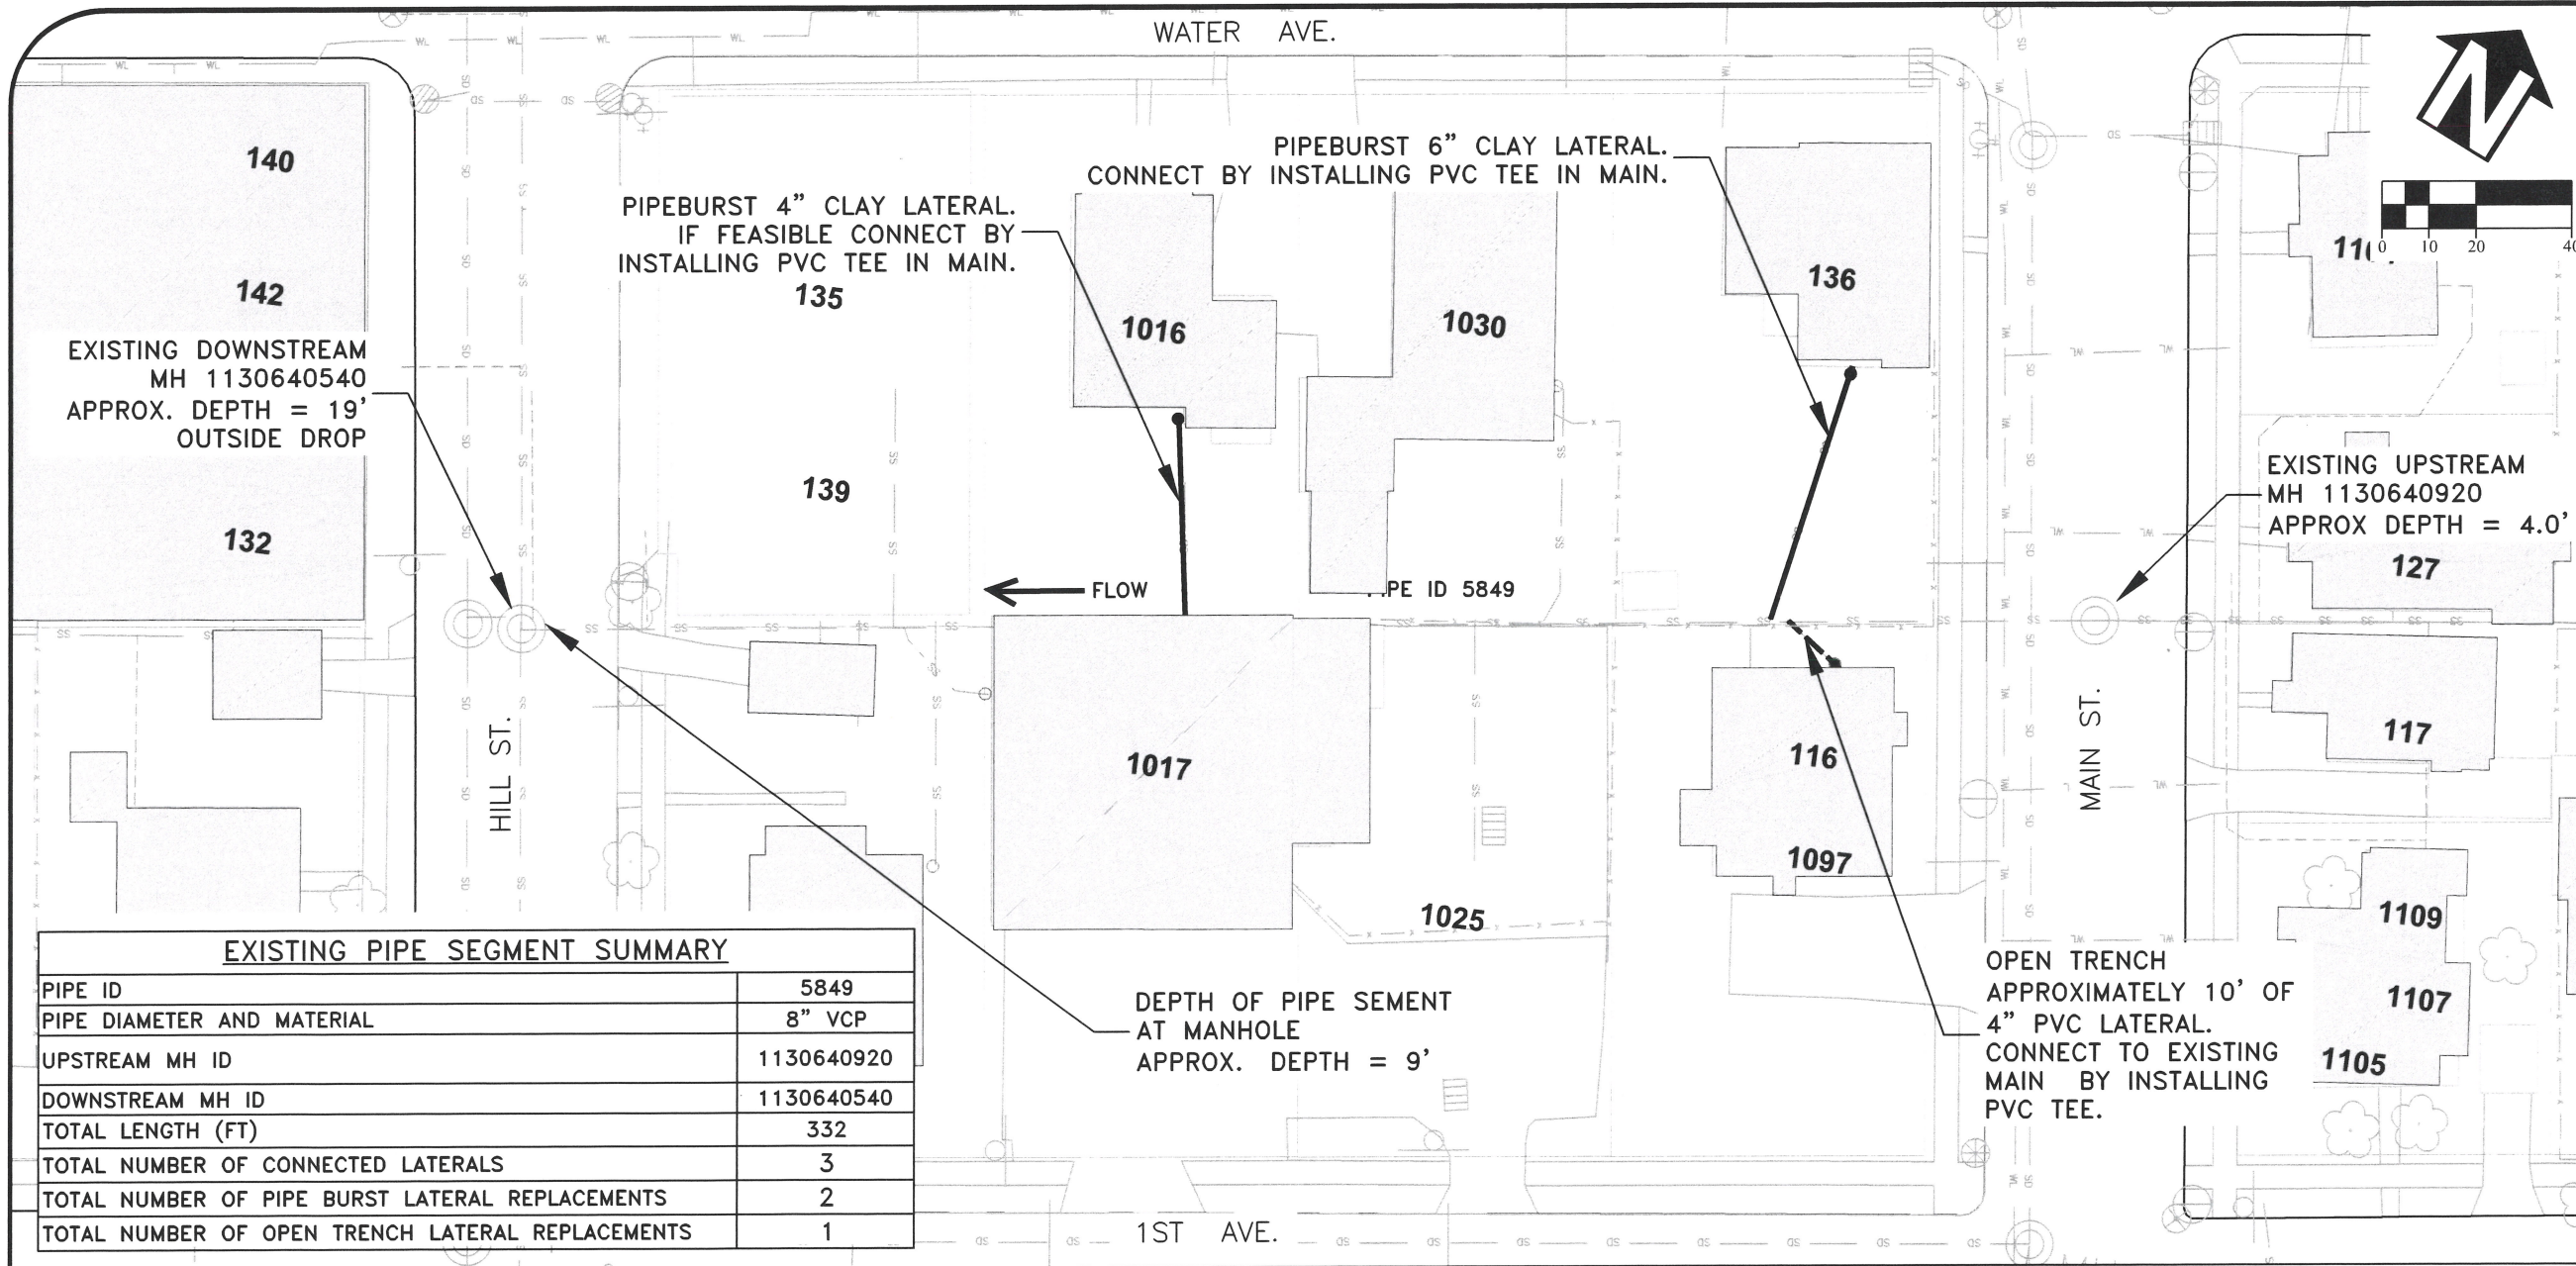 WATER AVE.
N
0 10 20 40
140
142
132
EXISTING DOWNSTREAM
MH 1130640540
APPROX. DEPTH = 19'
OUTSIDE DROP
PIPEBURST 4” CLAY LATERAL.
IF FEASIBLE CONNECT BY
INSTALLING PVC TEE IN MAIN.
135
139
PIPEBURST 6” CLAY LATERAL.
CONNECT BY INSTALLING PVC TEE IN MAIN.
1016
1030
136
EXISTING UPSTREAM
MH 1130640920
APPROX DEPTH = 4.0'
127
FLOW
PIPE ID 5849
HILL ST.
MAIN ST.
1017
116
1097
1025
117
1109
1107
1105
DEPTH OF PIPE SEMENT
AT MANHOLE
APPROX. DEPTH = 9'
OPEN TRENCH
APPROXIMATELY 10' OF
4” PVC LATERAL.
CONNECT TO EXISTING
MAIN BY INSTALLING
PVC TEE.
EXISTING PIPE SEGMENT SUMMARY
PIPE ID 5849
PIPE DIAMETER AND MATERIAL 8” VCP
UPSTREAM MH ID 1130640920
DOWNSTREAM MH ID 1130640540
TOTAL LENGTH (FT) 332
TOTAL NUMBER OF CONNECTED LATERALS 3
TOTAL NUMBER OF PIPE BURST LATERAL REPLACEMENTS 2
TOTAL NUMBER OF OPEN TRENCH LATERAL REPLACEMENTS 1
1ST AVE.